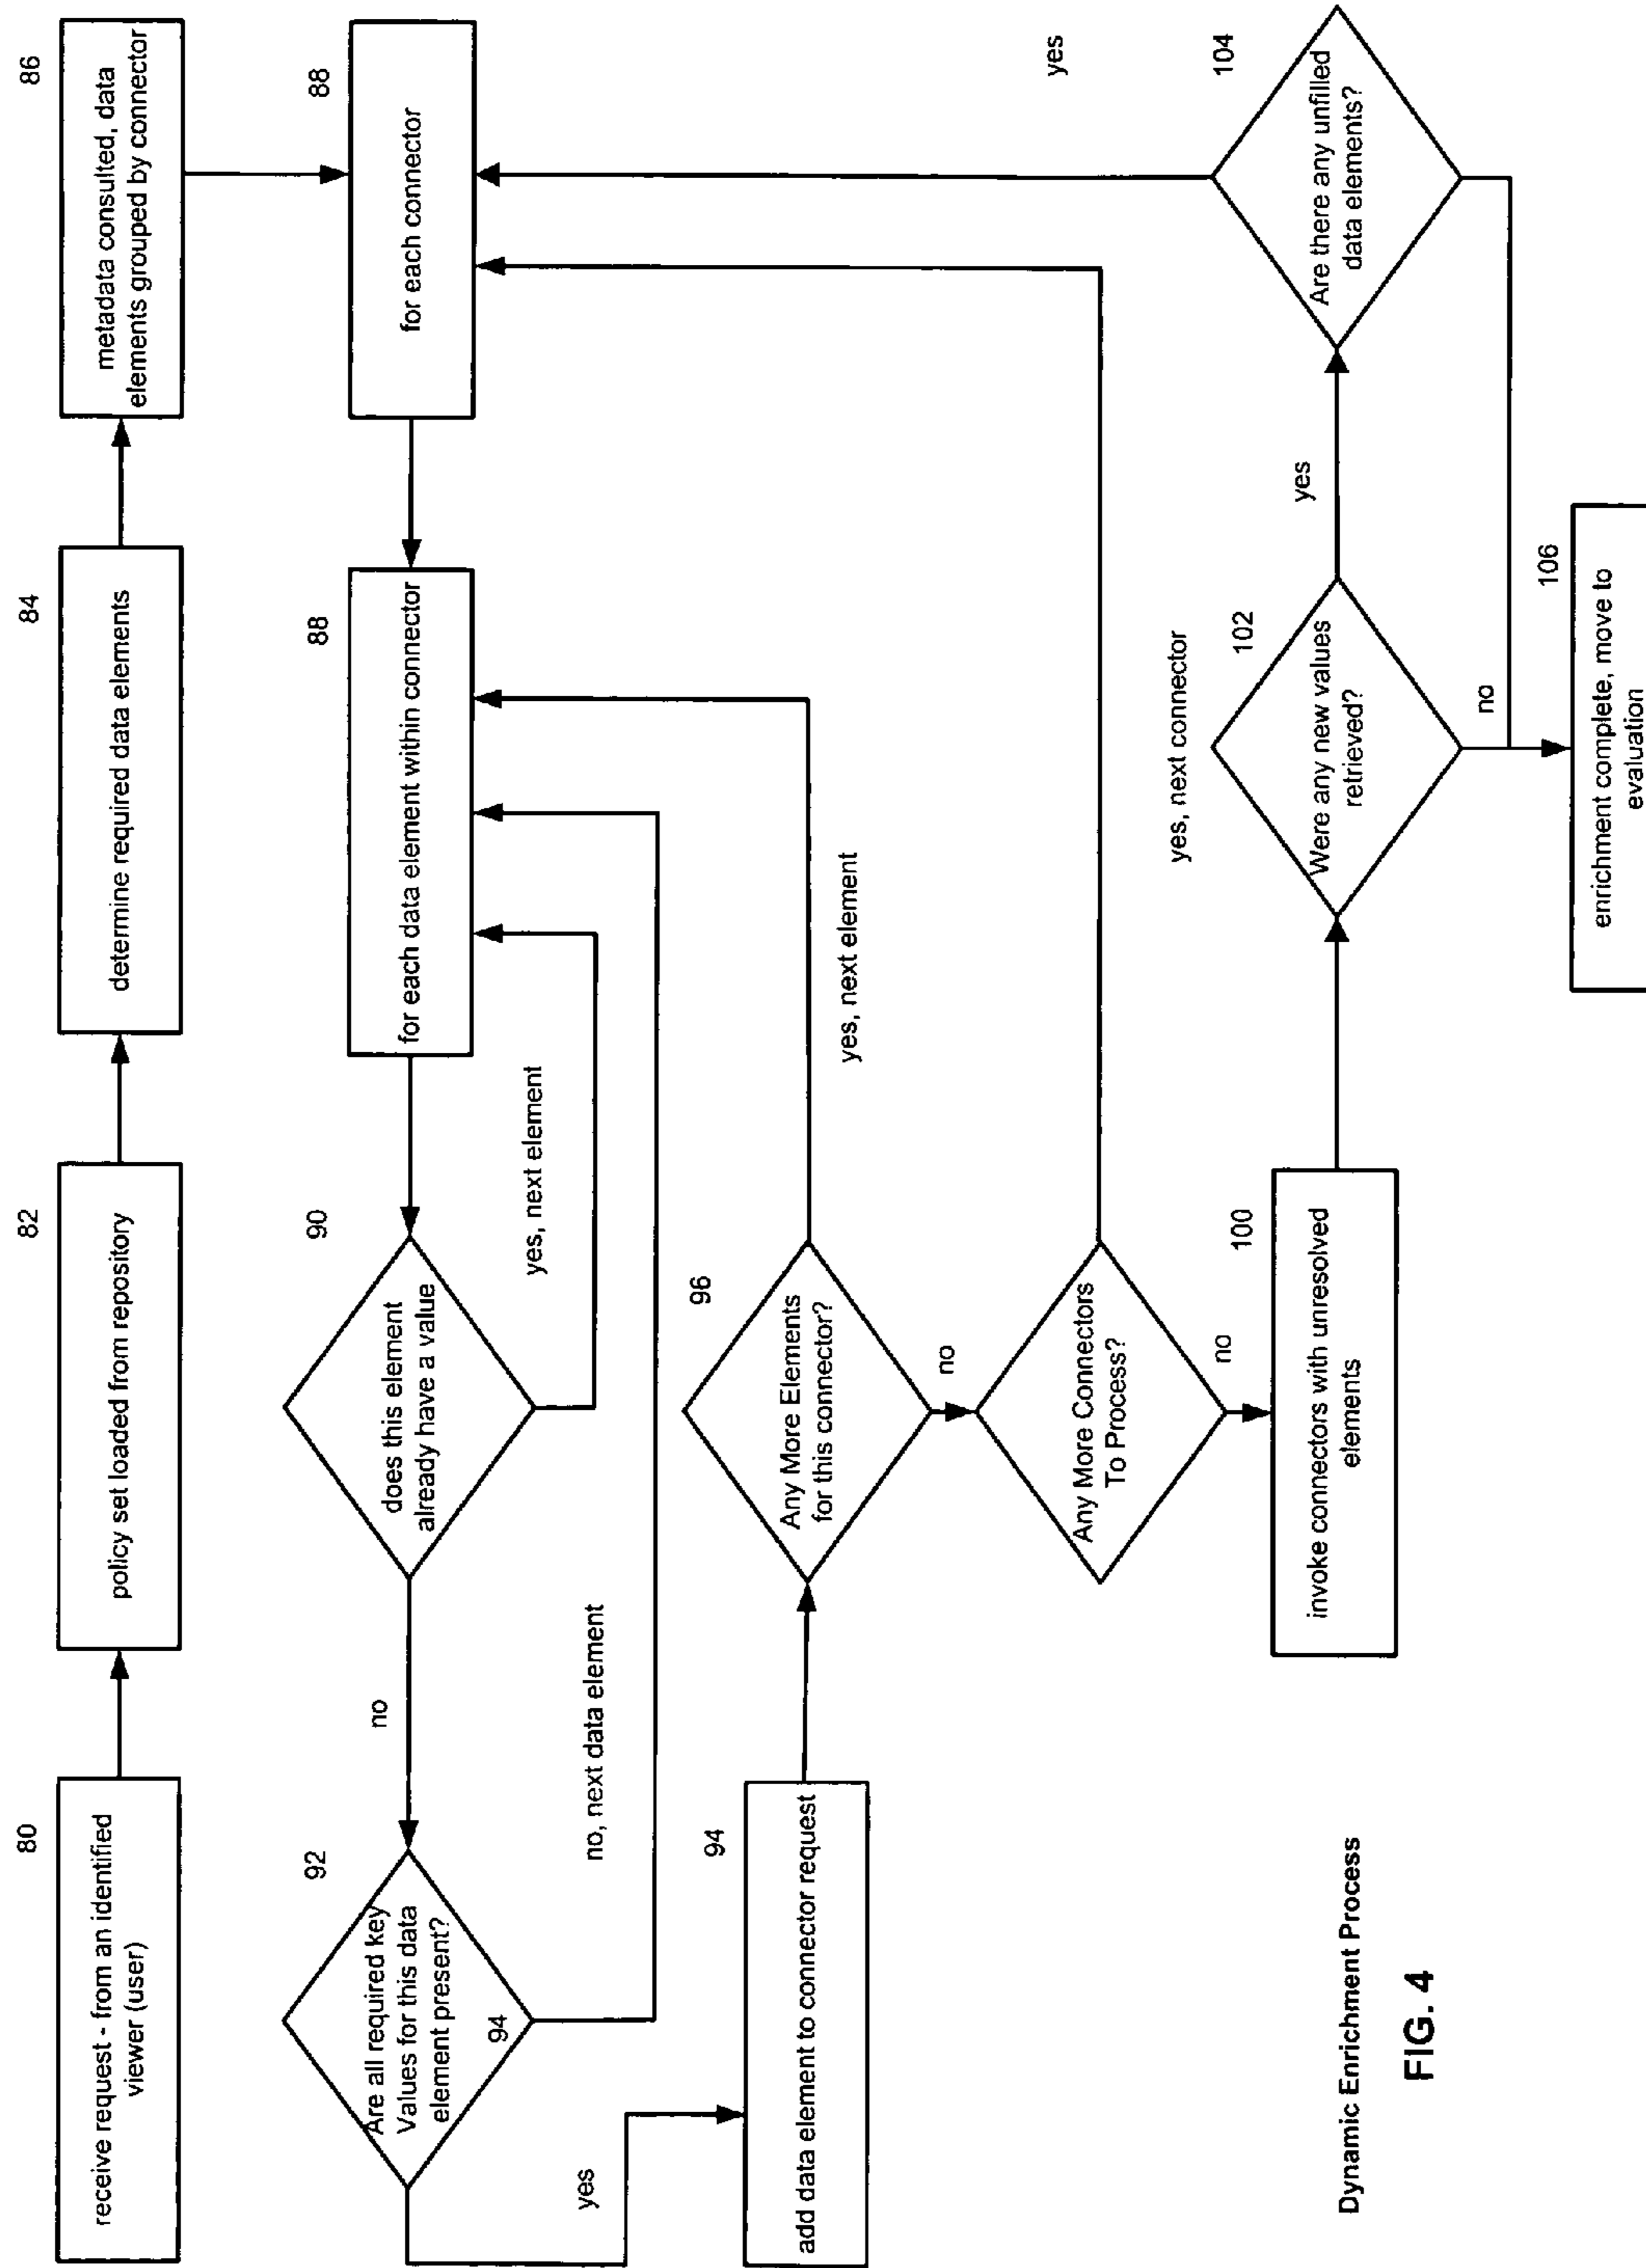 80
receive request - from an identified
viewer (user)
82
policy set loaded from repository
84
determine required data elements
86
metadata consulted, data
elements grouped by connector
88
for each connector
88
for each data element within connector
90
does this element
already have a value
yes, next element
no
92
Are all required key
Values for this data
element present?
94
no, next data element
yes
94
add data element to connector request
96
Any More Elements
for this connector?
yes, next element
no
Any More Connectors
To Process?
yes, next connector
no
100
invoke connectors with unresolved
elements
102
Were any new values
retrieved?
yes
no
104
Are there any unfilled
data elements?
yes
106
enrichment complete, move to
evaluation
Dynamic Enrichment Process
FIG. 4